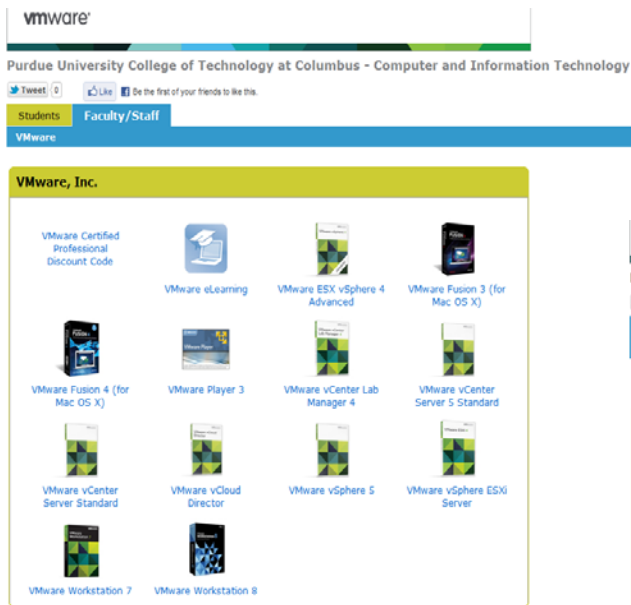 vmware
Purdue University College of Technology at Columbus - Computer and Information Technology
Tweet 0 Like Be the first of your friends to like this.
Students Faculty/Staff
VMware
VMware, Inc.
VMware Certified
Professional
Discount Code
VMware eLearning
VMware ESX vSphere 4
Advanced
VMware Fusion 3 (for
Mac OS X)
VMware Fusion 4 (for
Mac OS X)
VMware Player 3
VMware vCenter Lab
Manager 4
VMware vCenter
Server 5 Standard
VMware vCenter
Server Standard
VMware vCloud
Director
VMware vSphere 5
VMware vSphere ESXi
Server
VMware Workstation 7
VMware Workstation 8